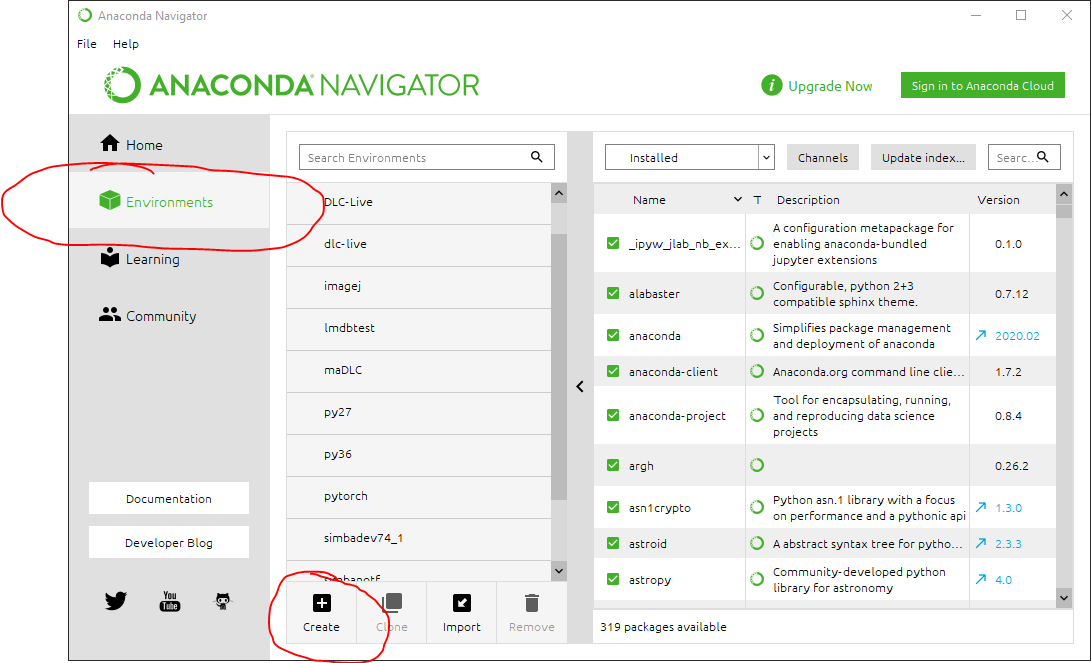 Anaconda Navigator
File Help
ANACONDA NAVIGATOR
i Upgrade Now
Sign in to Anaconda Cloud
Home
Environments
Learning
Community
Documentation
Developer Blog
You
Tube
Search Environments
DLC-Live
dlc-live
imagej
lmdbtest
maDLC
py27
py36
pytorch
simbadev74_1
simbanotf
Create
Clone
Import
Remove
Installed
Channels
Update index...
Searc...
Name T Description Version
_ipyw_jlab_nb_ex... A configuration metapackage for
enabling anaconda-bundled
jupyter extensions 0.1.0
alabaster Configurable, python 2+3
compatible sphinx theme. 0.7.12
anaconda Simplifies package management
and deployment of anaconda 2020.02
anaconda-client Anaconda.org command line clie... 1.7.2
anaconda-project Tool for encapsulating, running,
and reproducing data science
projects 0.8.4
argh 0.26.2
asn1crypto Python asn.1 library with a focus
on performance and a pythonic api 1.3.0
astroid A abstract syntax tree for pytho... 2.3.3
astropy Community-developed python
library for astronomy 4.0
319 packages available